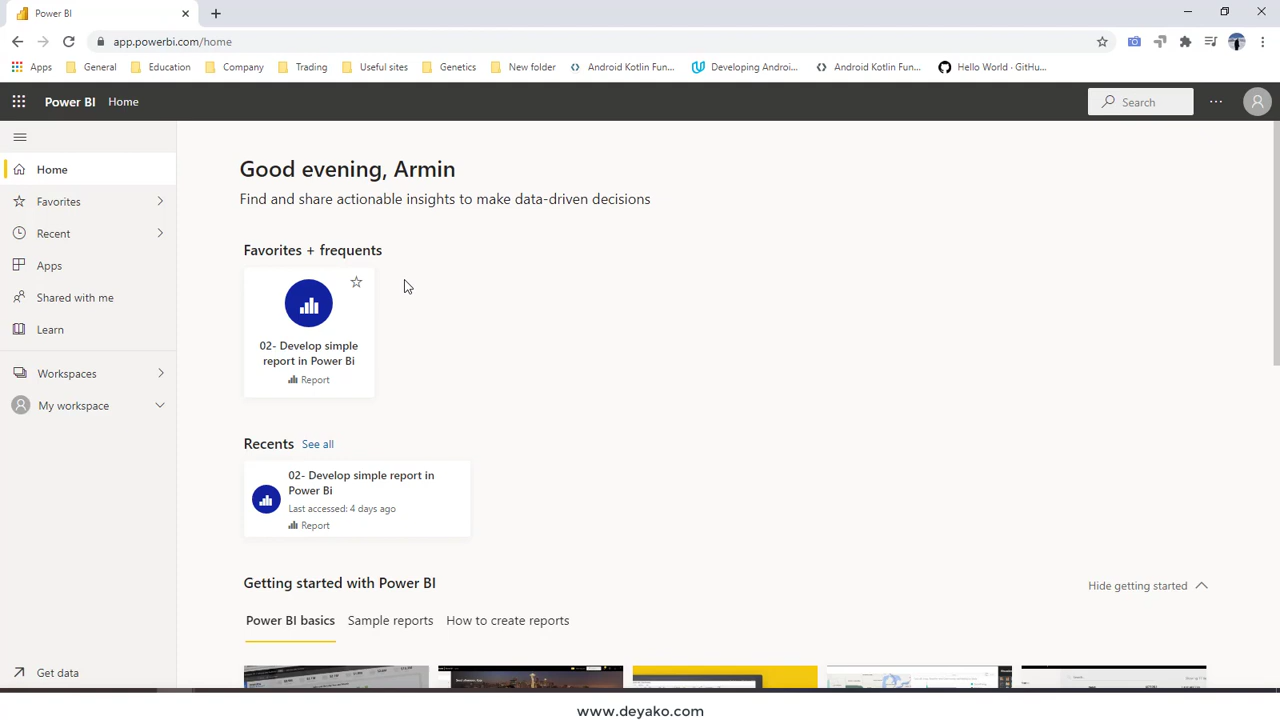 Power BI
app.powerbi.com/home
Apps
General
Education
Company
Trading
Useful sites
Genetics
New folder
Android Kotlin Fun...
Developing Androi...
Android Kotlin Fun...
Hello World · GitHu...
Power BI
Home
Search
Home
Favorites
Recent
Apps
Shared with me
Learn
Workspaces
My workspace
Get data
Good evening, Armin
Find and share actionable insights to make data-driven decisions
Favorites + frequents
02- Develop simple
report in Power Bi
Report
Recents See all
02- Develop simple report in
Power Bi
Last accessed: 4 days ago
Report
Getting started with Power BI
Hide getting started
Power BI basics
Sample reports
How to create reports
www.deyako.com